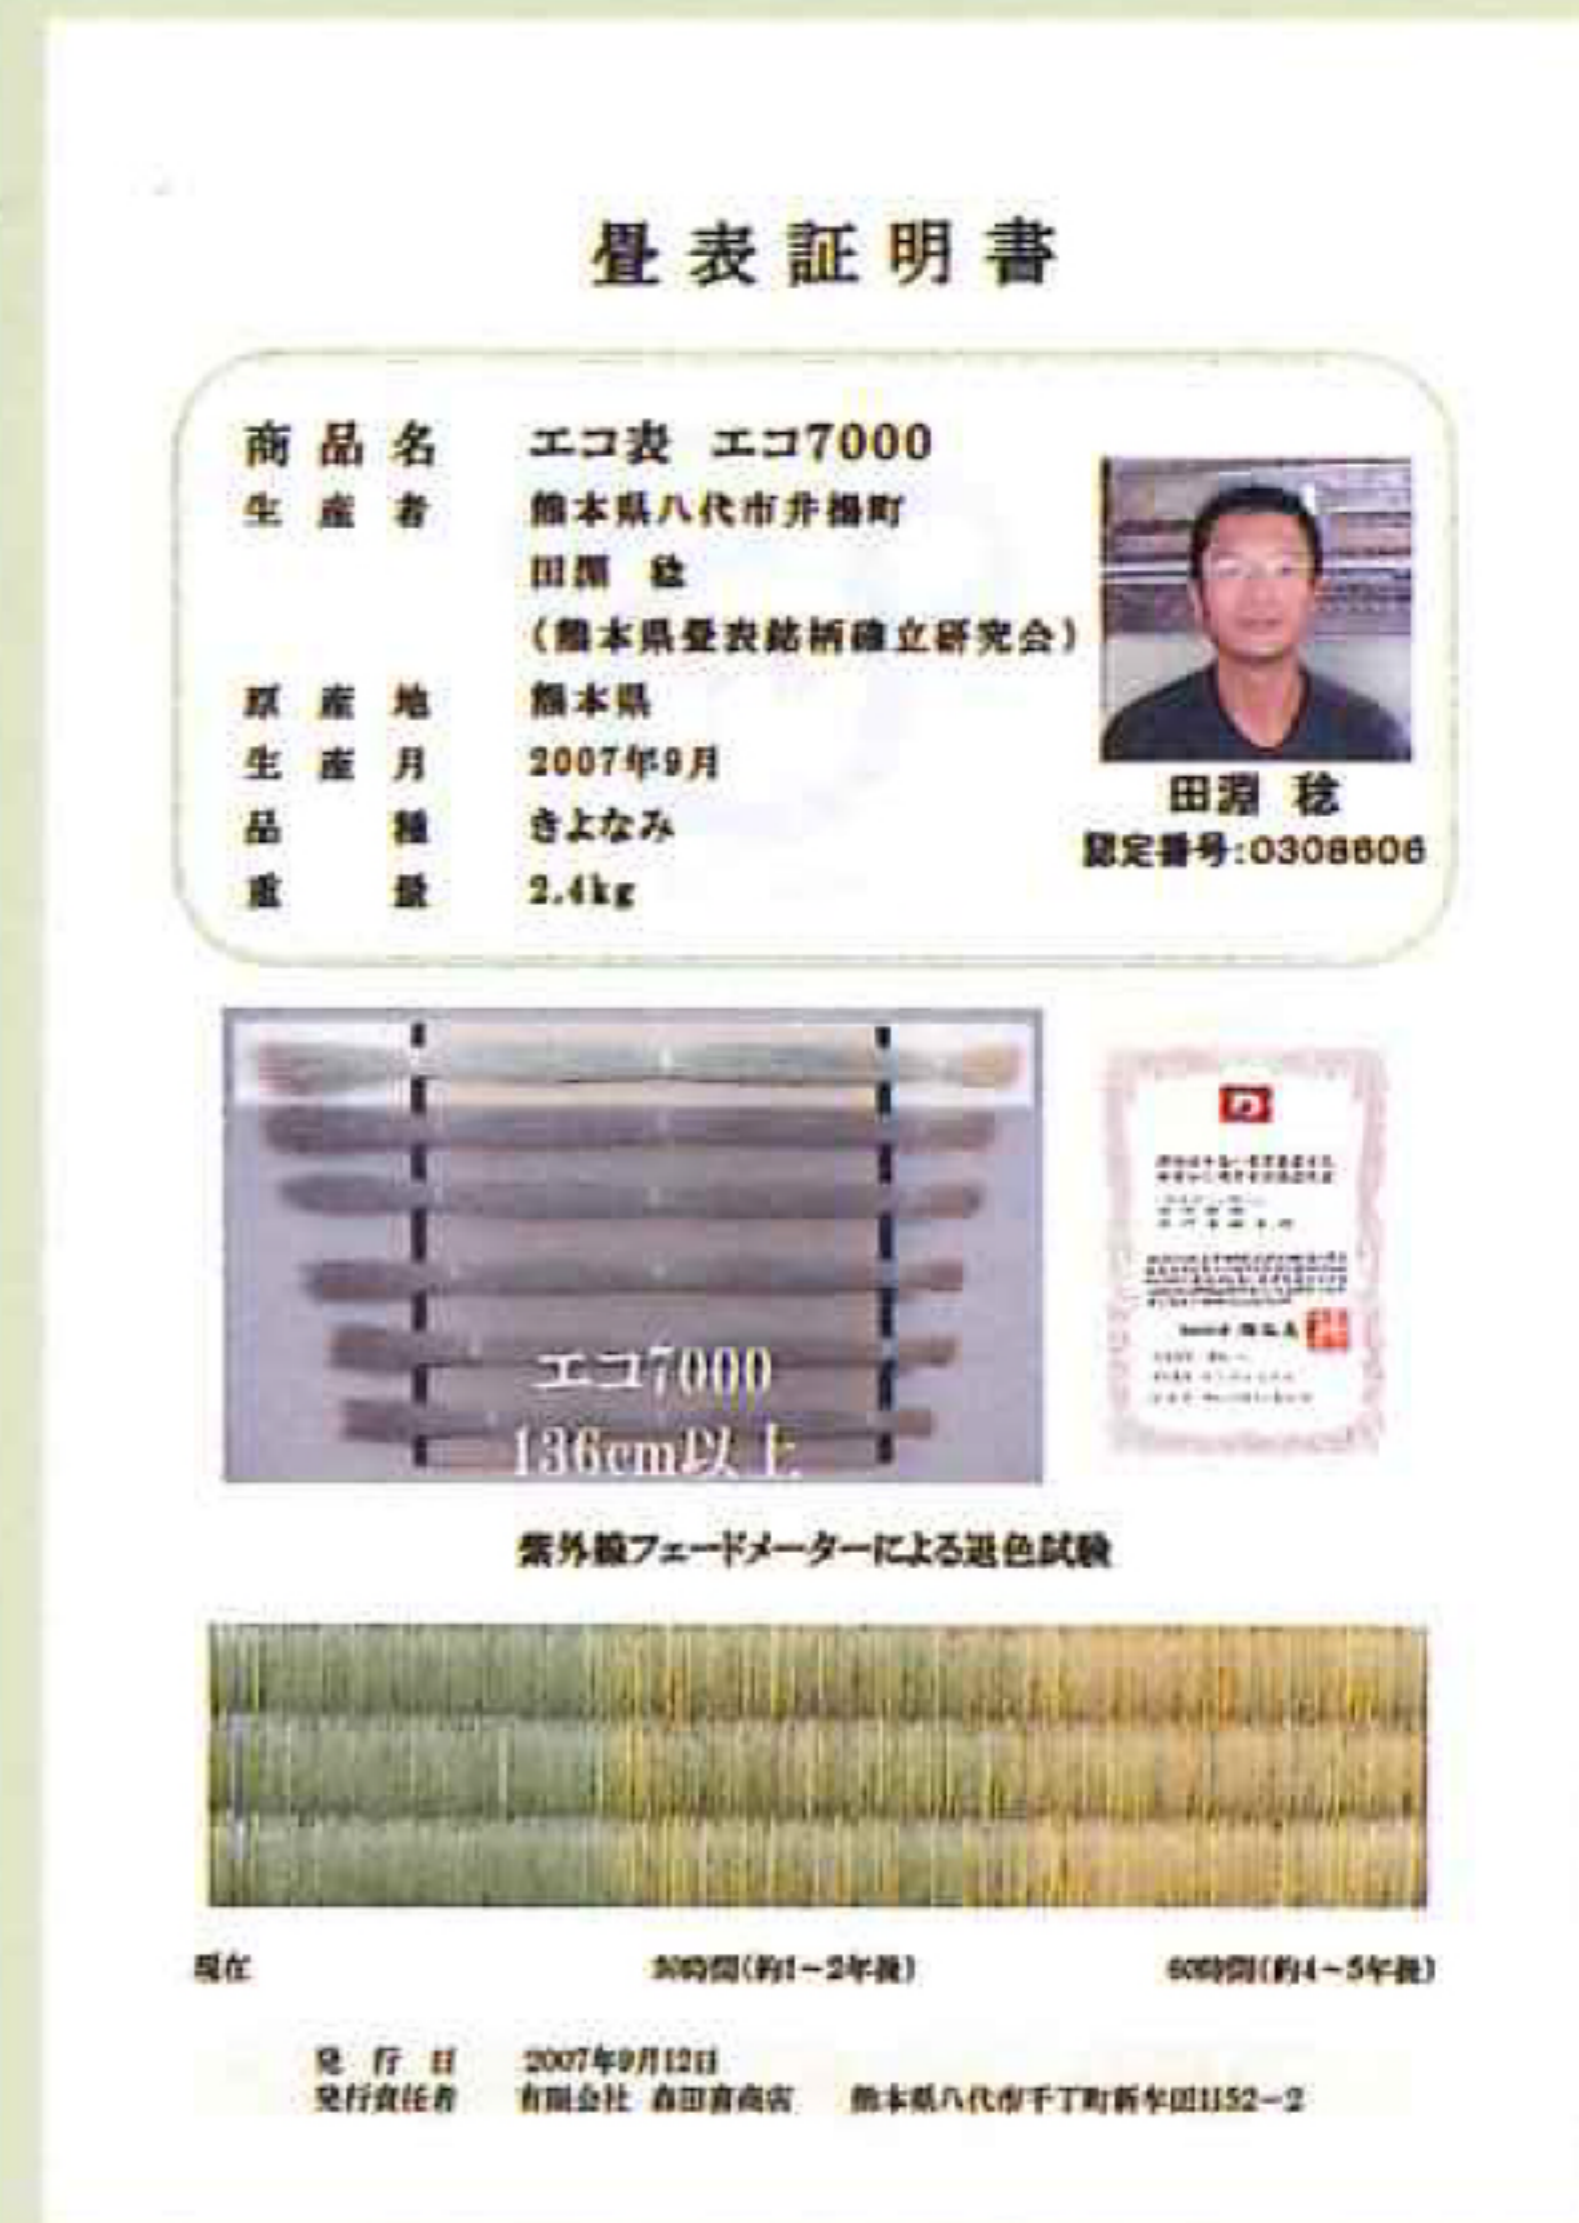 畳表証明書
商品名 エコ表 エコ7000
生産者 熊本県八代市井揚町
田淵 稔
(熊本県畳表銘柄確立研究会)
原産地 熊本県
生産月 2007年9月
品種 きよなみ
重量 2.4kg
田淵 稔
認定番号:0308606
エコ7000
136cm以上
紫外線フェードメーターによる退色試験
現在 30時間(約1~2年後) 60時間(約4~5年後)
発行日 2007年9月12日
発行責任者 有限会社 森田喜商店 熊本県八代市千丁町新牟田1152-2